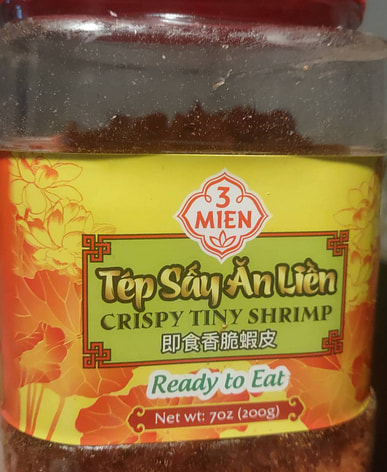 3
MIEN
Tép Sấy Ăn Liền
CRISPY TINY SHRIMP
即食香脆蝦皮
Ready to Eat
Net wt: 7oz (200g)